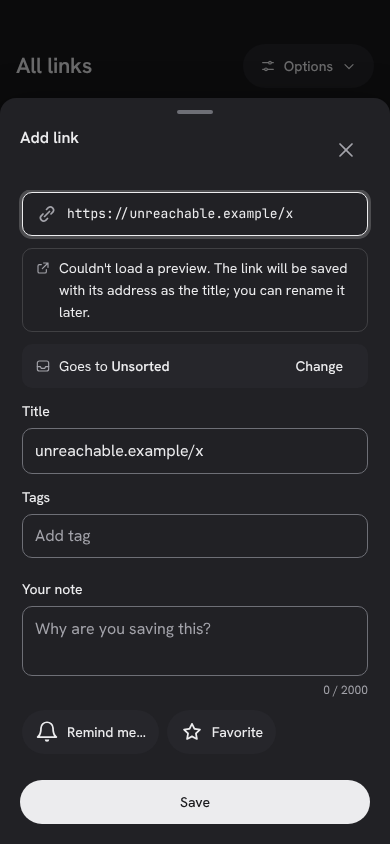 All links
Options
Add link
https://unreachable.example/x
Couldn't load a preview. The link will be saved
with its address as the title; you can rename it
later.
Goes to Unsorted
Change
Title
unreachable.example/x
Tags
Add tag
Your note
Why are you saving this?
0 / 2000
Remind me...
Favorite
Save